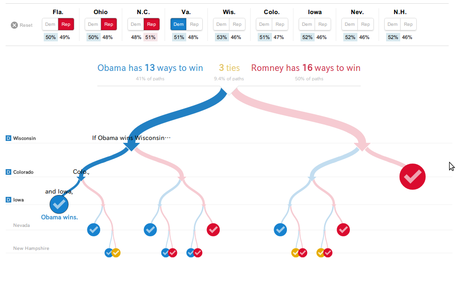 Fla. Ohio N.C. Va. Wis. Colo. Iowa Nev. N.H.
Reset Dem Rep Dem Rep Dem Rep Dem Rep Dem Rep Dem Rep Dem Rep Dem Rep Dem Rep
50% 49% 50% 48% 48% 51% 51% 48% 53% 46% 51% 47% 52% 46% 52% 46% 52% 46%
Obama has 13 ways to win 3 ties Romney has 16 ways to win
41% of paths 9.4% of paths 50% of paths
D Wisconsin If Obama wins Wisconsin…
D Colorado Colo.,
and Iowa,
D Iowa
Obama wins.
Nevada
New Hampshire